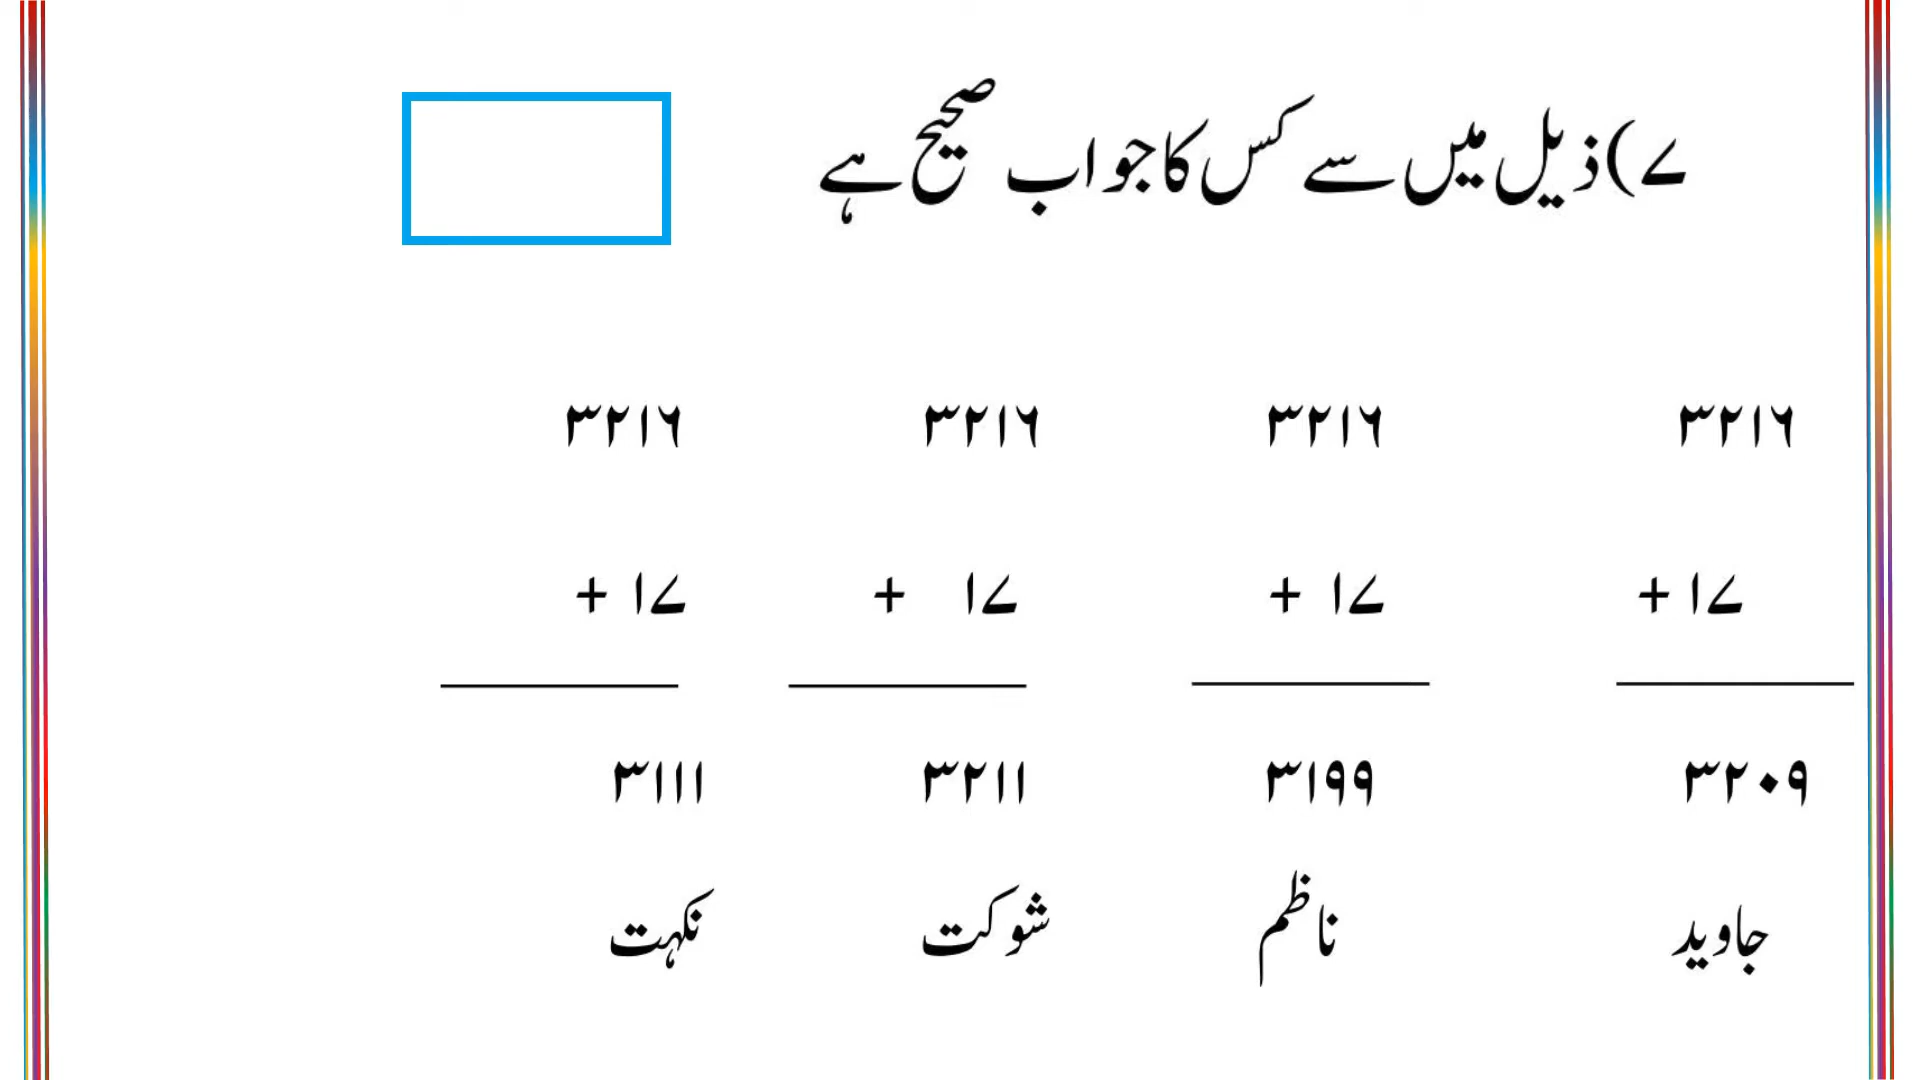 ۷) ذیل میں سے کس کا جواب صحیح ہے
۳۲۱۶ ۳۲۱۶ ۳۲۱۶ ۳۲۱۶
+ ۱۷ + ۱۷ + ۱۷ + ۱۷
۳۲۰۹ ۳۱۹۹ ۳۲۱۱ ۳۱۱۱
جاوید ناظم شوکت نکہت